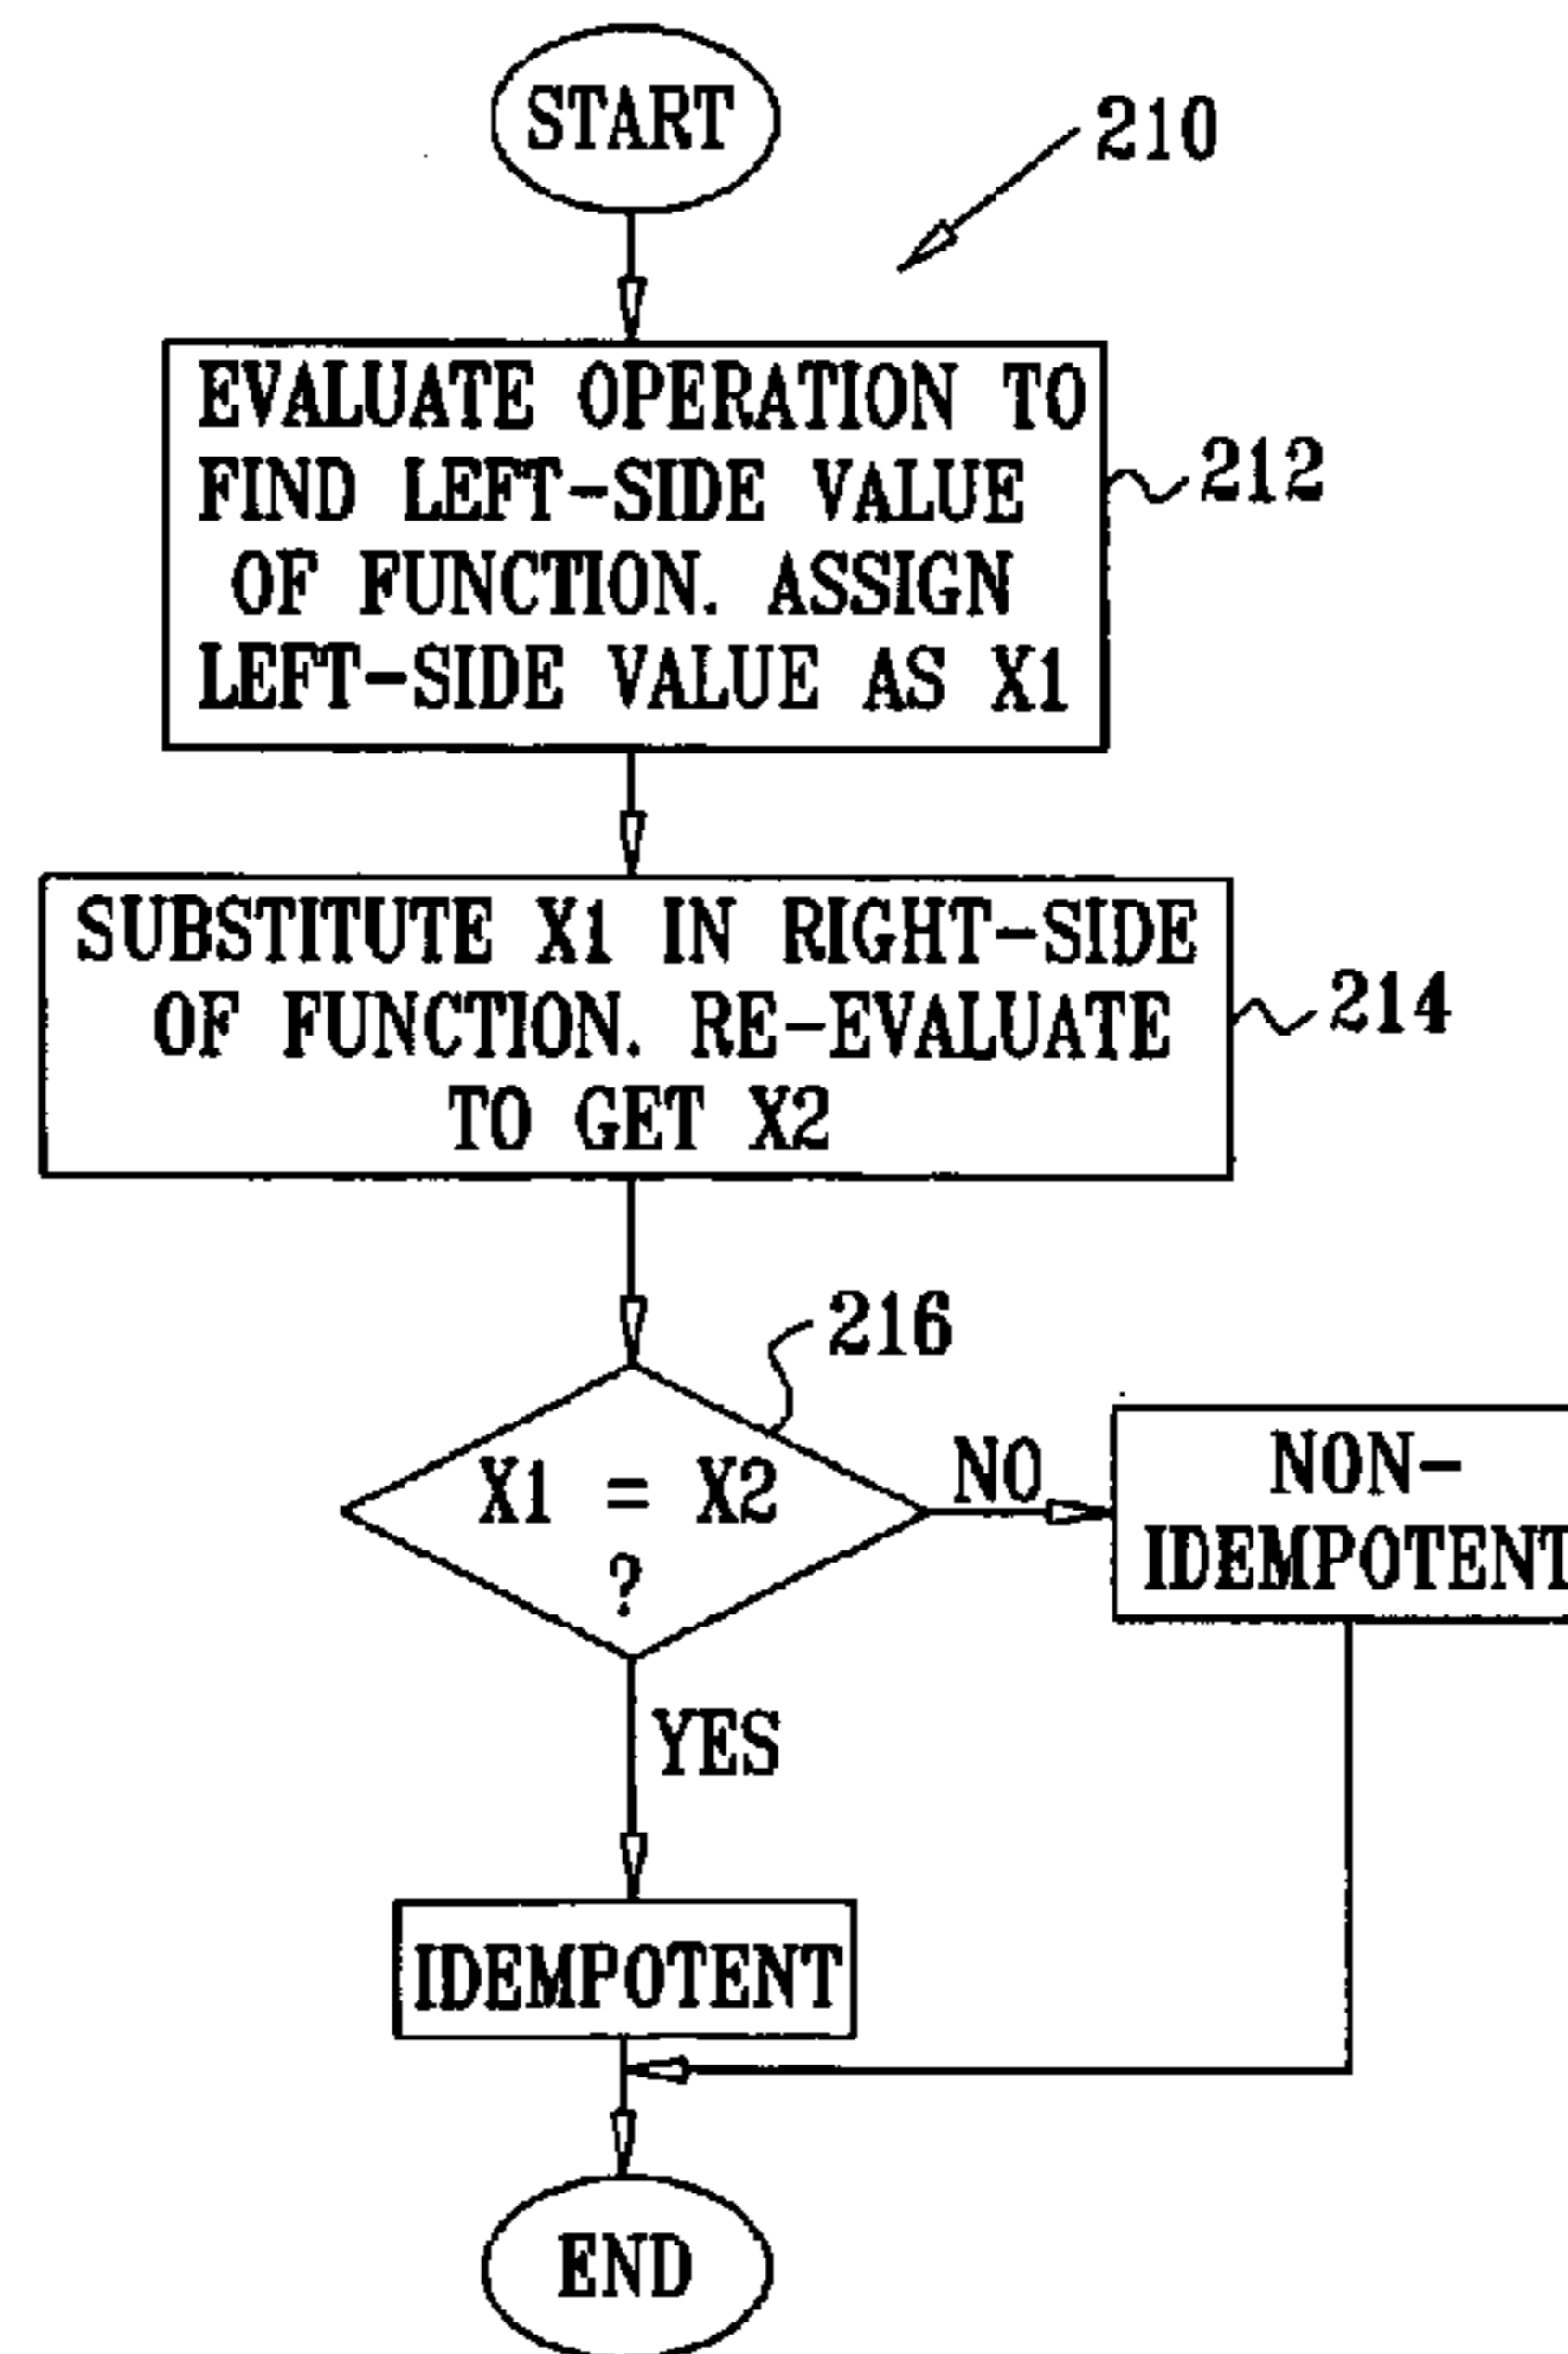 START
210
EVALUATE OPERATION TO
FIND LEFT-SIDE VALUE
OF FUNCTION. ASSIGN
LEFT-SIDE VALUE AS X1
212
SUBSTITUTE X1 IN RIGHT-SIDE
OF FUNCTION. RE-EVALUATE
TO GET X2
214
216
X1 = X2
?
NO
NON-
IDEMPOTENT
YES
IDEMPOTENT
END